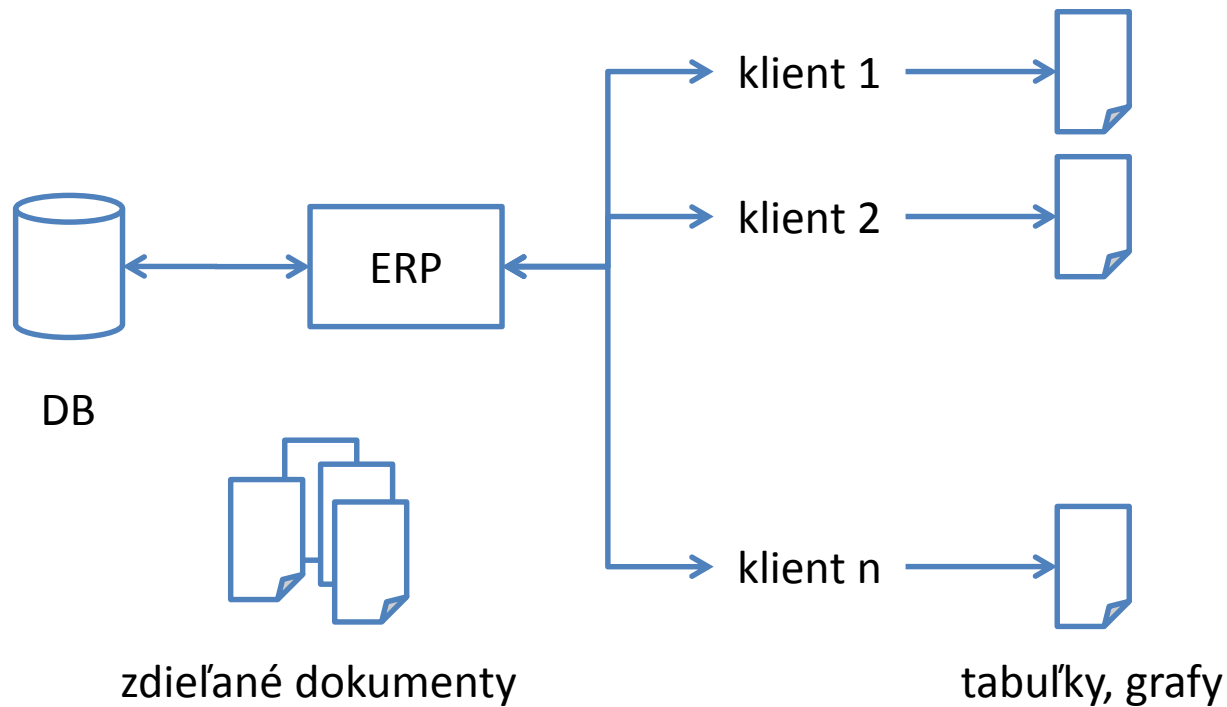 klient 1
klient 2
ERP
DB
klient n
zdieľané dokumenty
tabuľky, grafy